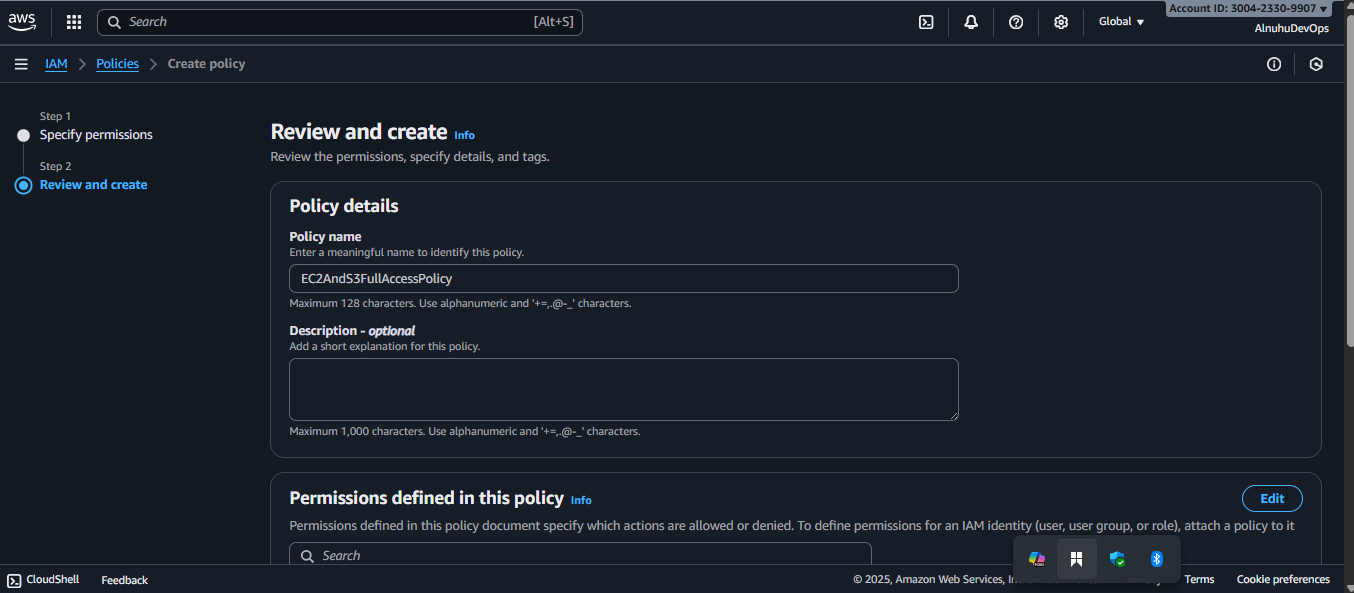 aws
Search [Alt+S]
Global
Account ID: 3004-2330-9907
AlnuhuDevOps
IAM > Policies > Create policy
Step 1
Specify permissions
Step 2
Review and create
Review and create Info
Review the permissions, specify details, and tags.
Policy details
Policy name
Enter a meaningful name to identify this policy.
EC2AndS3FullAccessPolicy
Maximum 128 characters. Use alphanumeric and '+=,.@-_' characters.
Description - optional
Add a short explanation for this policy.
Maximum 1,000 characters. Use alphanumeric and '+=,.@-_' characters.
Permissions defined in this policy Info
Edit
Permissions defined in this policy document specify which actions are allowed or denied. To define permissions for an IAM identity (user, user group, or role), attach a policy to it
Search
CloudShell Feedback
© 2025, Amazon Web Services, Terms Cookie preferences